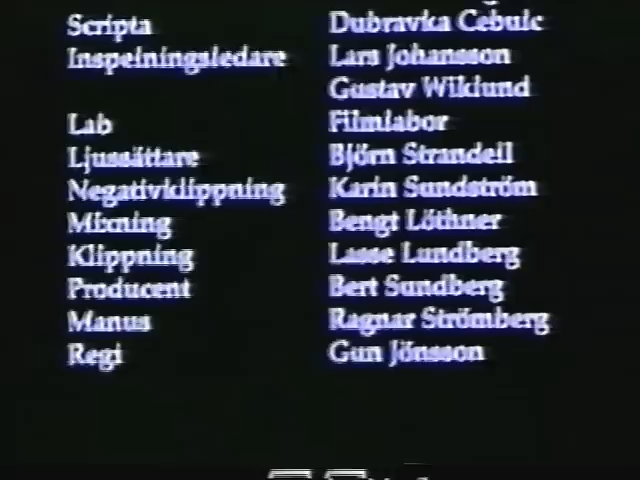 Scripta Dubravka Cebulc
Inspelningsledare Lars Johansson
Gustav Wiklund
Lab Filmlabor
Ljussättare Björn Strandell
Negativklippning Karin Sundström
Mixning Bengt Löthner
Klippning Lasse Lundberg
Producent Bert Sundberg
Manus Ragnar Strömberg
Regi Gun Jönsson